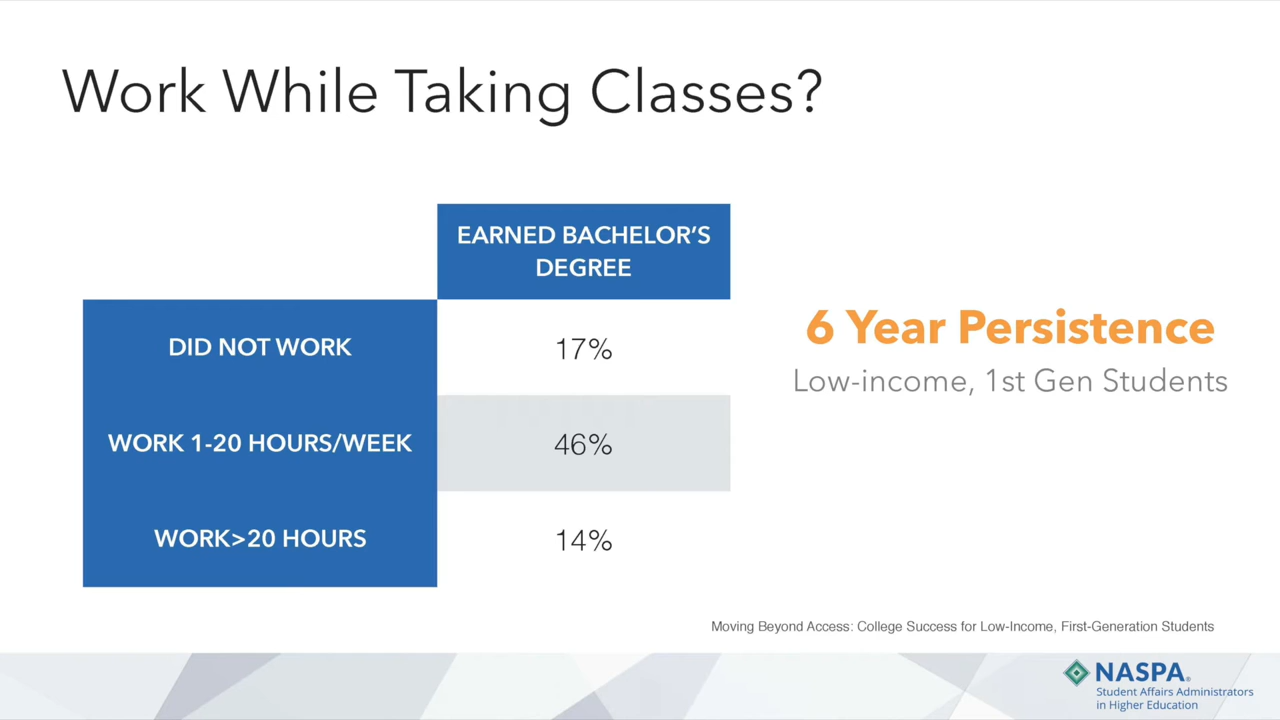 Work While Taking Classes?
EARNED BACHELOR'S
DEGREE
DID NOT WORK
17%
WORK 1-20 HOURS/WEEK
46%
WORK>20 HOURS
14%
6 Year Persistence
Low-income, 1st Gen Students
Moving Beyond Access: College Success for Low-Income, First-Generation Students
NASPA®
Student Affairs Administrators
in Higher Education